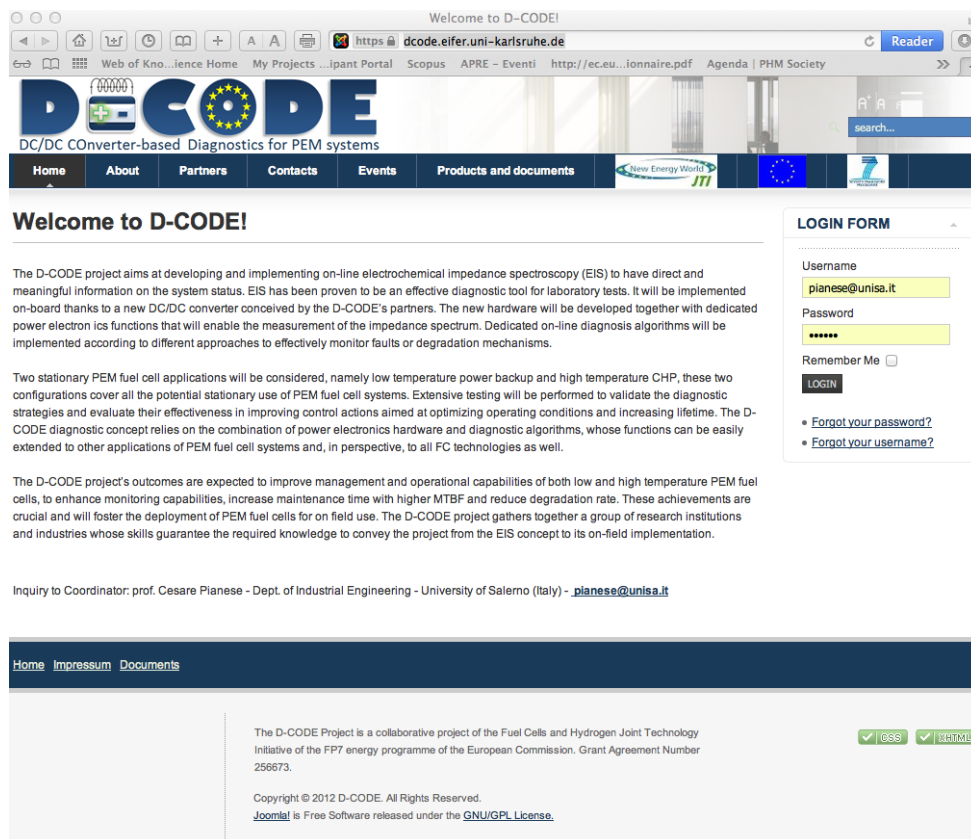 Welcome to D-CODE!
A A https dcode.eifer.uni-karlsruhe.de Reader
Web of Kno...ience Home My Projects ...ipant Portal Scopus APRE – Eventi http://ec.eu...ionnaire.pdf Agenda | PHM Society
D-CODE
DC/DC COnverter-based Diagnostics for PEM systems
A+ A
search...
Home About Partners Contacts Events Products and documents New Energy World JTI
Welcome to D-CODE!
The D-CODE project aims at developing and implementing on-line electrochemical impedance spectroscopy (EIS) to have direct and
meaningful information on the system status. EIS has been proven to be an effective diagnostic tool for laboratory tests. It will be implemented
on-board thanks to a new DC/DC converter conceived by the D-CODE's partners. The new hardware will be developed together with dedicated
power electron ics functions that will enable the measurement of the impedance spectrum. Dedicated on-line diagnosis algorithms will be
implemented according to different approaches to effectively monitor faults or degradation mechanisms.
Two stationary PEM fuel cell applications will be considered, namely low temperature power backup and high temperature CHP, these two
configurations cover all the potential stationary use of PEM fuel cell systems. Extensive testing will be performed to validate the diagnostic
strategies and evaluate their effectiveness in improving control actions aimed at optimizing operating conditions and increasing lifetime. The D-
CODE diagnostic concept relies on the combination of power electronics hardware and diagnostic algorithms, whose functions can be easily
extended to other applications of PEM fuel cell systems and, in perspective, to all FC technologies as well.
The D-CODE project's outcomes are expected to improve management and operational capabilities of both low and high temperature PEM fuel
cells, to enhance monitoring capabilities, increase maintenance time with higher MTBF and reduce degradation rate. These achievements are
crucial and will foster the deployment of PEM fuel cells for on field use. The D-CODE project gathers together a group of research institutions
and industries whose skills guarantee the required knowledge to convey the project from the EIS concept to its on-field implementation.
Inquiry to Coordinator: prof. Cesare Pianese - Dept. of Industrial Engineering - University of Salerno (Italy) - pianese@unisa.it
LOGIN FORM
Username
pianese@unisa.it
Password
••••••
Remember Me
LOGIN
Forgot your password?
Forgot your username?
Home Impressum Documents
The D-CODE Project is a collaborative project of the Fuel Cells and Hydrogen Joint Technology
Initiative of the FP7 energy programme of the European Commission. Grant Agreement Number
256673.
Copyright © 2012 D-CODE. All Rights Reserved.
Joomla! is Free Software released under the GNU/GPL License.
CSS XHTML